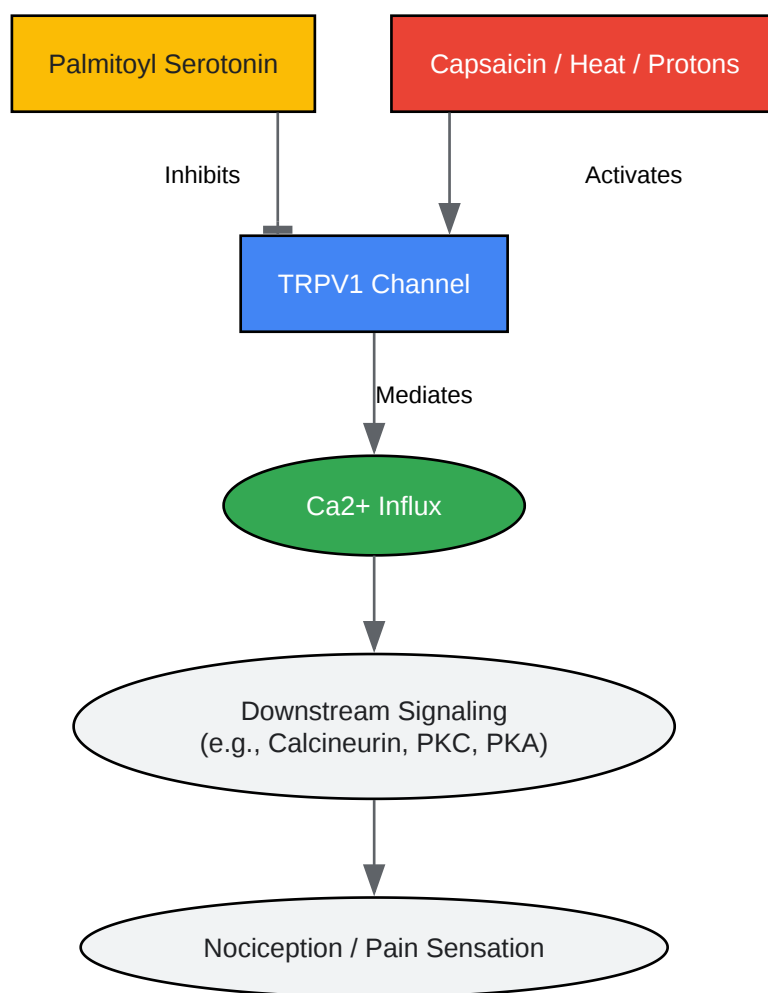 Palmitoyl Serotonin
Capsaicin / Heat / Protons
Inhibits
Activates
TRPV1 Channel
Mediates
Ca2+ Influx
Downstream Signaling
(e.g., Calcineurin, PKC, PKA)
Nociception / Pain Sensation